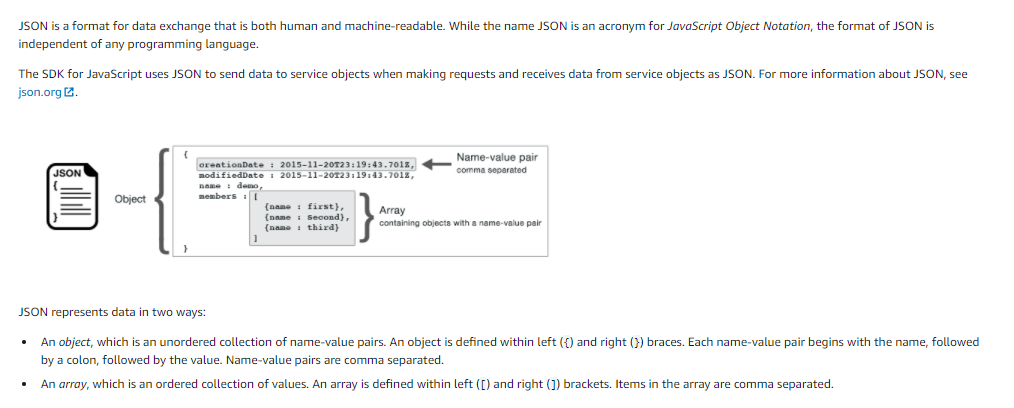 JSON is a format for data exchange that is both human and machine-readable. While the name JSON is an acronym for JavaScript Object Notation, the format of JSON is
independent of any programming language.
The SDK for JavaScript uses JSON to send data to service objects when making requests and receives data from service objects as JSON. For more information about JSON, see
json.org.
JSON
{
}
Object
{
creationDate : 2015-11-20T23:19:43.701Z,
modifiedDate : 2015-11-20T23:19:43.701Z,
name : demo,
members : [
{name : first},
{name : second},
{name : third}
]
}
Name-value pair
comma separated
Array
containing objects with a name-value pair
JSON represents data in two ways:
• An object, which is an unordered collection of name-value pairs. An object is defined within left ({) and right (}) braces. Each name-value pair begins with the name, followed
by a colon, followed by the value. Name-value pairs are comma separated.
• An array, which is an ordered collection of values. An array is defined within left ([) and right (]) brackets. Items in the array are comma separated.